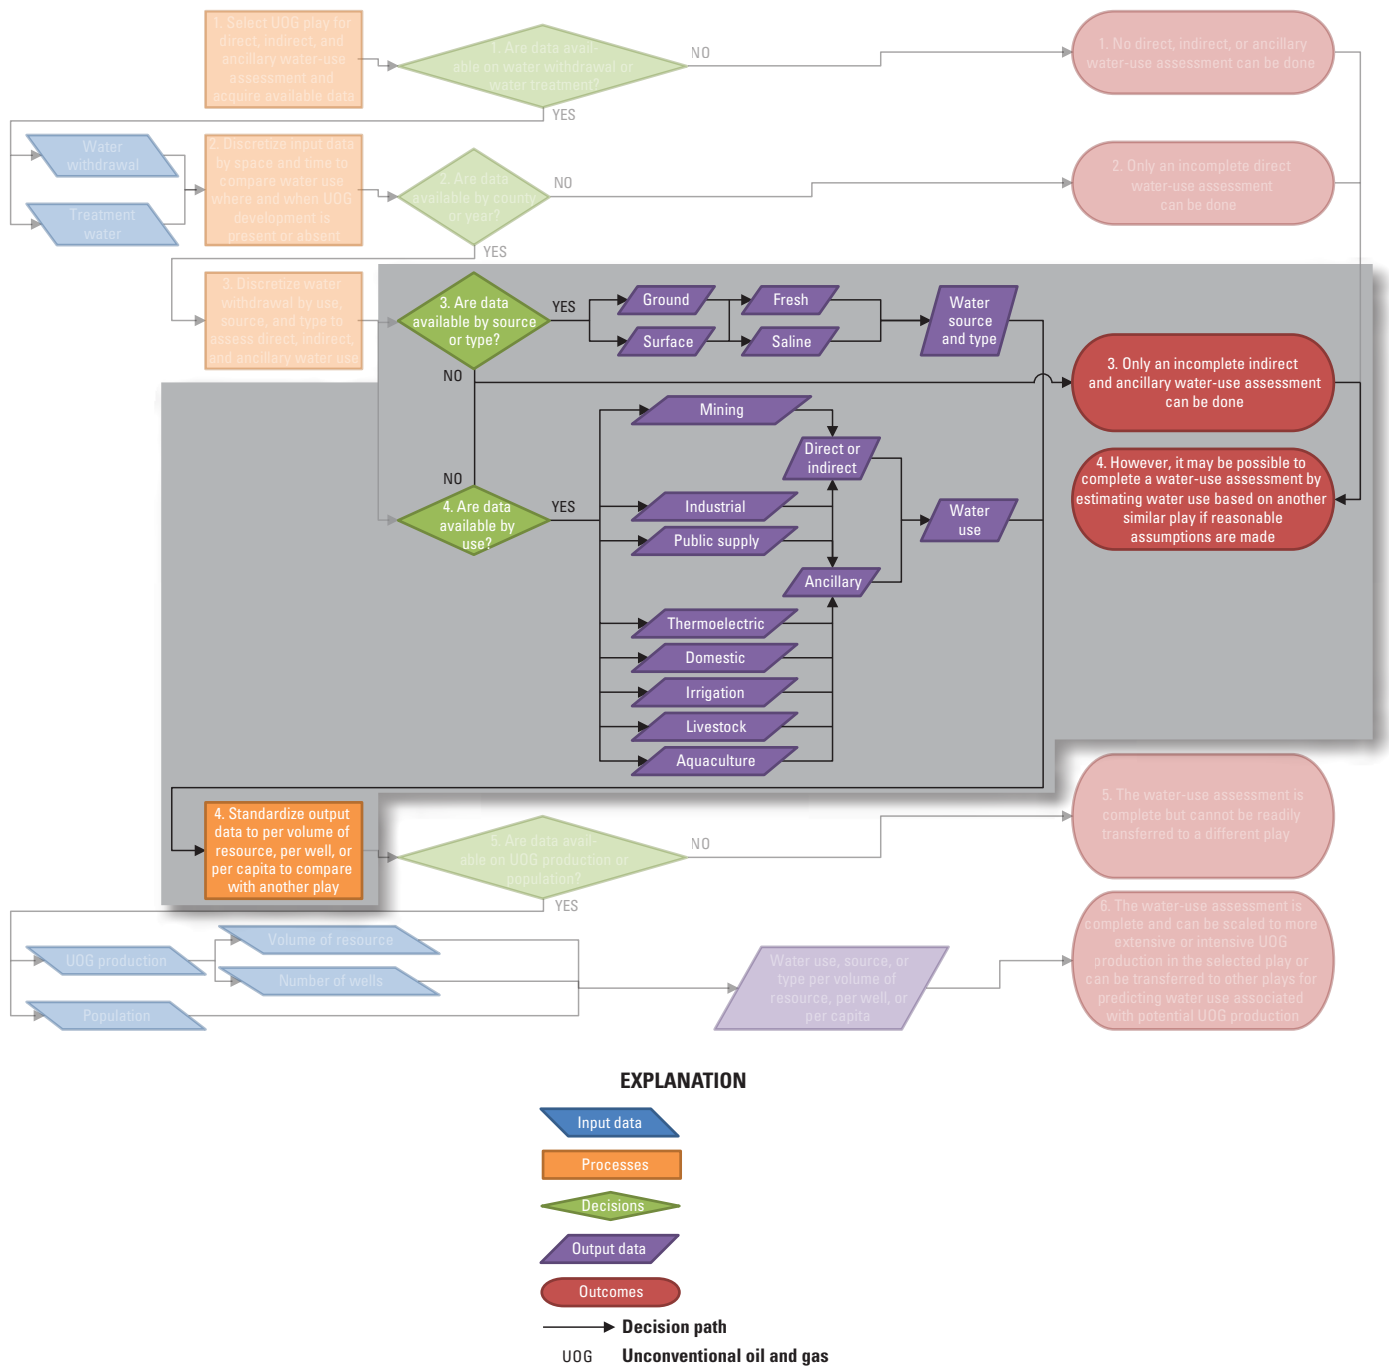 1. Select UOG play for
direct, indirect, and
ancillary water-use
assessment and
acquire available data
1. Are data avail-
able on water withdrawal or
water treatment?
NO
1. No direct, indirect, or ancillary
water-use assessment can be done
YES
Water
withdrawal
Treatment
water
2. Discretize input data
by space and time to
compare water use
where and when UOG
development is
present or absent
2. Are data
available by county
or year?
NO
2. Only an incomplete direct
water-use assessment
can be done
YES
3. Discretize water
withdrawal by use,
source, and type to
assess direct, indirect,
and ancillary water use
3. Are data
available by source
or type?
YES
Ground
Surface
Fresh
Saline
Water
source
and type
NO
3. Only an incomplete indirect
and ancillary water-use assessment
can be done
Mining
Direct or
indirect
NO
4. Are data
available by
use?
YES
Industrial
Public supply
Water
use
4. However, it may be possible to
complete a water-use assessment by
estimating water use based on another
similar play if reasonable
assumptions are made
Ancillary
Thermoelectric
Domestic
Irrigation
Livestock
Aquaculture
4. Standardize output
data to per volume of
resource, per well, or
per capita to compare
with another play
5. Are data avail-
able on UOG production or
population?
NO
5. The water-use assessment is
complete but cannot be readily
transferred to a different play
YES
UOG production
Volume of resource
Number of wells
Population
Water use, source, or
type per volume of
resource, per well, or
per capita
6. The water-use assessment is
complete and can be scaled to more
extensive or intensive UOG
production in the selected play or
can be transferred to other plays for
predicting water use associated
with potential UOG production
EXPLANATION
Input data
Processes
Decisions
Output data
Outcomes
Decision path
UOG Unconventional oil and gas